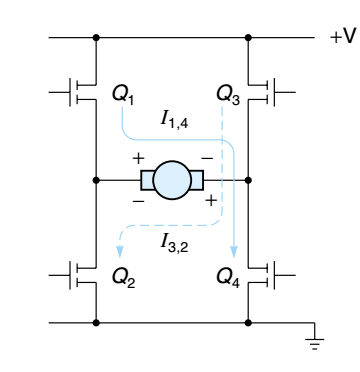 +V
Q1 Q3
I1,4
+ −
− +
I3,2
Q2 Q4